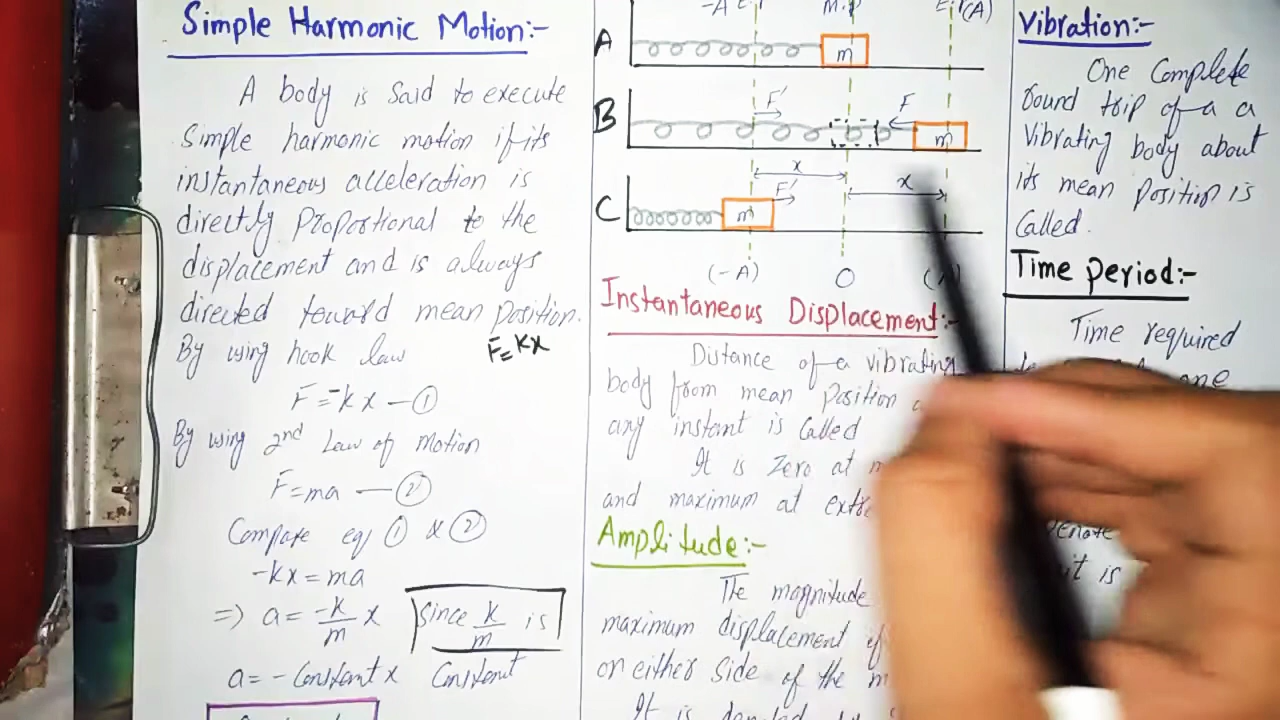 Simple Harmonic Motion:-
A body is said to execute
simple harmonic motion if its
instantaneous alleleration is
directly proportional to the
displacement and is always
directed toward mean position.
By using hook law F=kx
F=-kx —①
By using 2nd Law of motion
F=ma —②
Compare eq ① & ②
-kx=ma
=) a= -k/m x
since k/m is
a= - constant x constant
-A E.P M.P E.P(A)
A m
B F' F m
x x
C m F'
(-A) O
Instantaneous Displacement:-
Distance of a vibrating
body from mean position
any instant is called
It is zero at
and maximum at
Amplitude:-
The magnitude
maximum displacement
or either side of the
It is
Vibration:-
One Complete
round trip of a a
vibrating body about
its mean position is
called.
Time period:-
Time required
one
it is